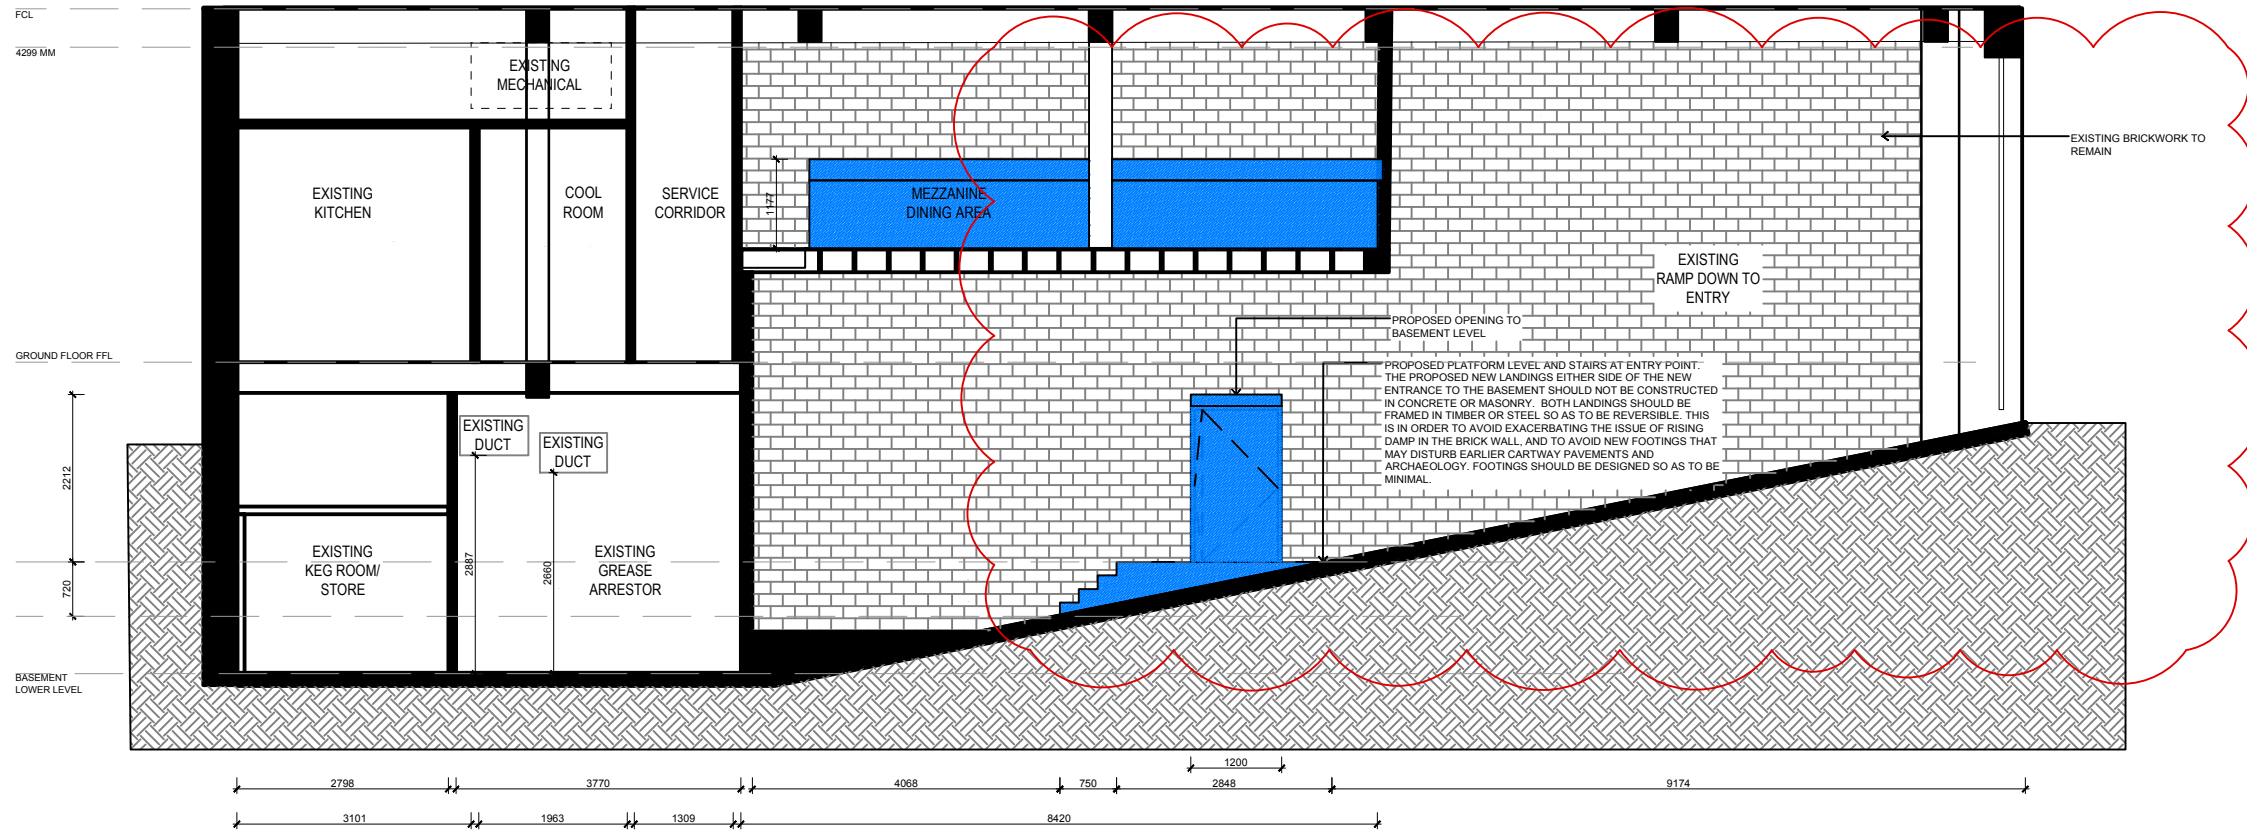 FCL
4299 MM
EXISTING
MECHANICAL
EXISTING BRICKWORK TO
REMAIN
EXISTING
KITCHEN
COOL
ROOM
SERVICE
CORRIDOR
1177
MEZZANINE
DINING AREA
EXISTING
RAMP DOWN TO
ENTRY
PROPOSED OPENING TO
BASEMENT LEVEL
GROUND FLOOR FFL
PROPOSED PLATFORM LEVEL AND STAIRS AT ENTRY POINT.
THE PROPOSED NEW LANDINGS EITHER SIDE OF THE NEW
ENTRANCE TO THE BASEMENT SHOULD NOT BE CONSTRUCTED
IN CONCRETE OR MASONRY. BOTH LANDINGS SHOULD BE
FRAMED IN TIMBER OR STEEL SO AS TO BE REVERSIBLE. THIS
IS IN ORDER TO AVOID EXACERBATING THE ISSUE OF RISING
DAMP IN THE BRICK WALL, AND TO AVOID NEW FOOTINGS THAT
MAY DISTURB EARLIER CARTWAY PAVEMENTS AND
ARCHAEOLOGY. FOOTINGS SHOULD BE DESIGNED SO AS TO BE
MINIMAL.
EXISTING
DUCT
EXISTING
DUCT
2212
2887
2660
720
EXISTING
KEG ROOM/
STORE
EXISTING
GREASE
ARRESTOR
BASEMENT
LOWER LEVEL
1200
2798
3770
4068
750
2848
9174
3101
1963
1309
8420